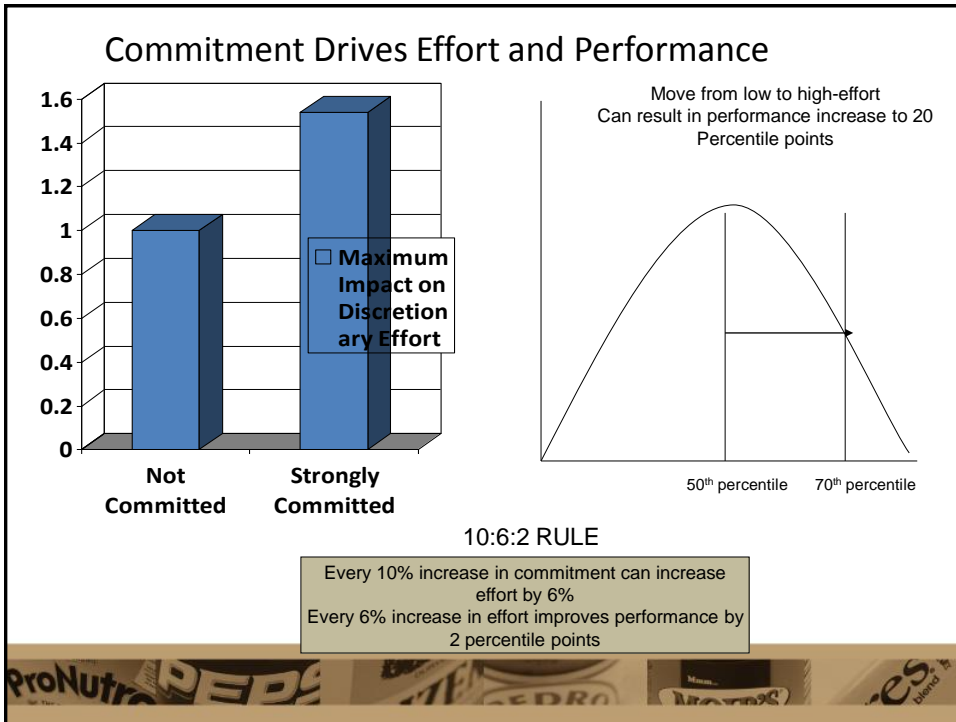 Commitment Drives Effort and Performance
1.6
1.4
1.2
1
0.8
0.6
0.4
0.2
0
Maximum
Impact on
Discretion
ary Effort
Not
Committed
Strongly
Committed
Move from low to high-effort
Can result in performance increase to 20
Percentile points
50th percentile
70th percentile
10:6:2 RULE
Every 10% increase in commitment can increase
effort by 6%
Every 6% increase in effort improves performance by
2 percentile points
ProNutro
PEPS
Mmm..
blend